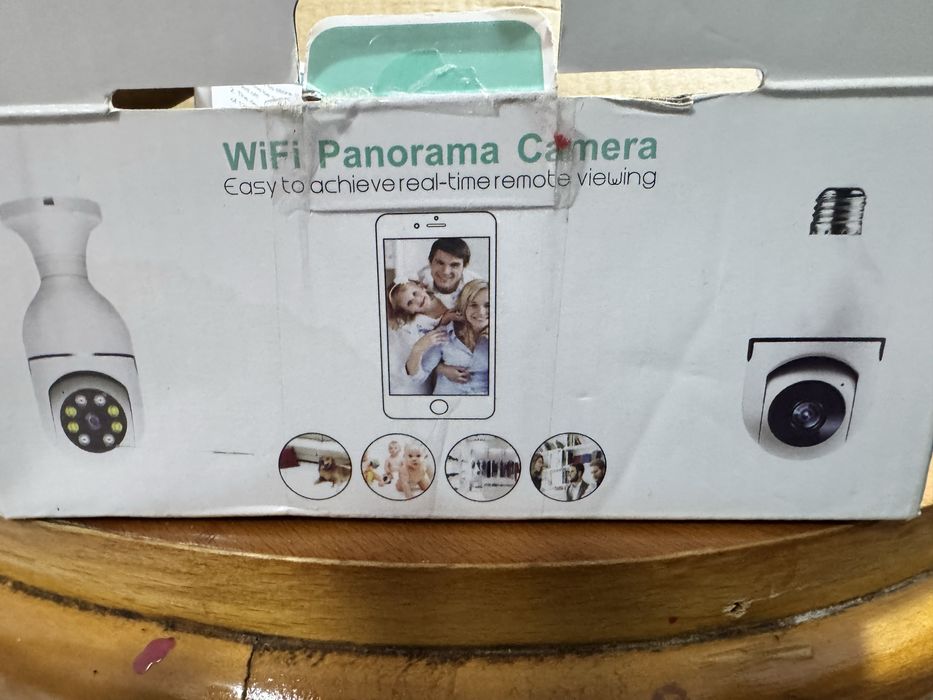 WiFi Panorama Camera
Easy to achieve real-time remote viewing